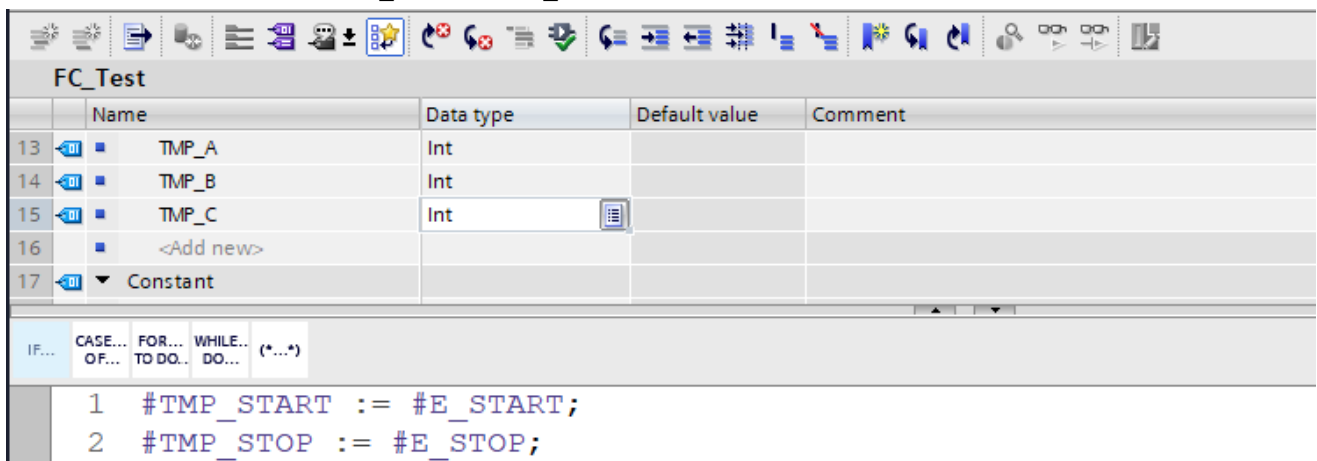 FC_Test
Name Data type Default value Comment
13 TMP_A Int
14 TMP_B Int
15 TMP_C Int
16 <Add new>
17 Constant
IF... CASE... OF... FOR... TO DO... WHILE... DO... (*...*)
1 #TMP_START := #E_START;
2 #TMP_STOP := #E_STOP;